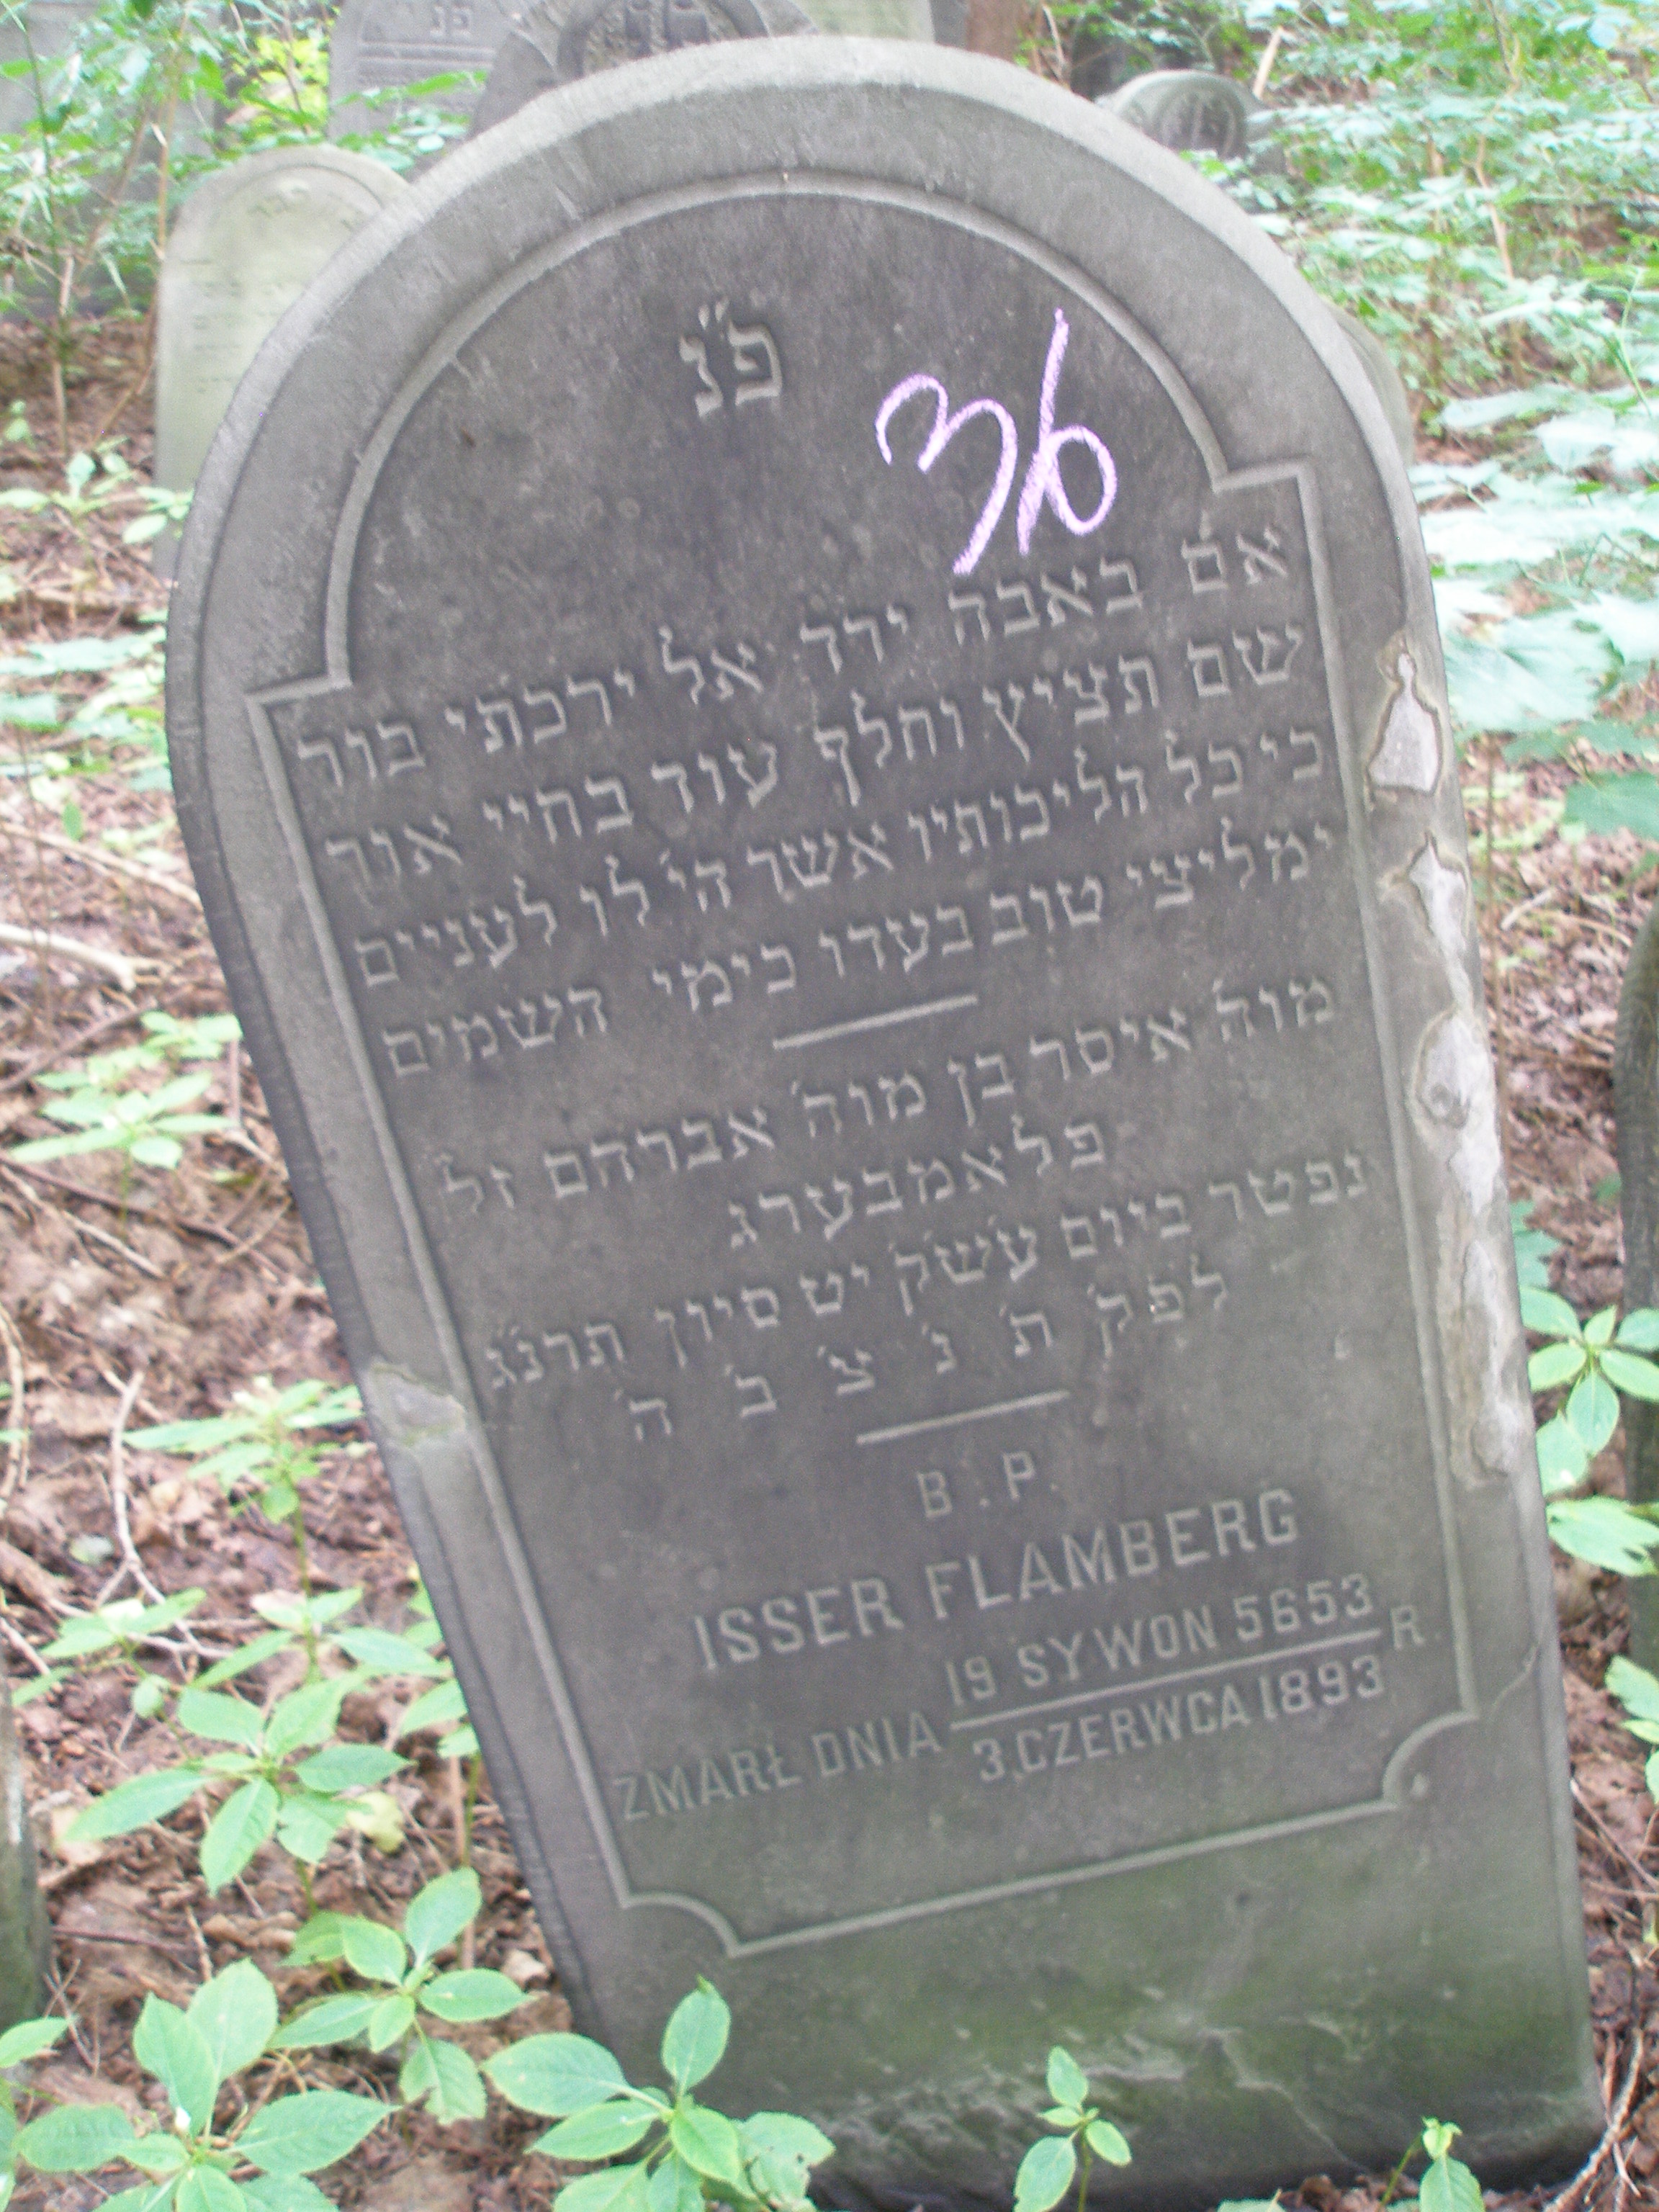 פ״נ
36
אם באבה ירד אל ירכתי בור
שם תציץ וחלף עוד בחיי אור
כי כל הליכותיו אשר הי׳ לו לעניים
ימליצי טוב בעדו כימי השמים
מוה׳ איסר בן מוה׳ אברהם ז״ל
פלאמבערג
נפטר ביום עש״ק י״ט סיון תרנ״ג
לפ״ק ת׳ נ׳ צ׳ ב׳ ה׳
B. P.
ISSER FLAMBERG
ZMARŁ DNIA 19 SYWON 5653 R
3 CZERWCA 1893